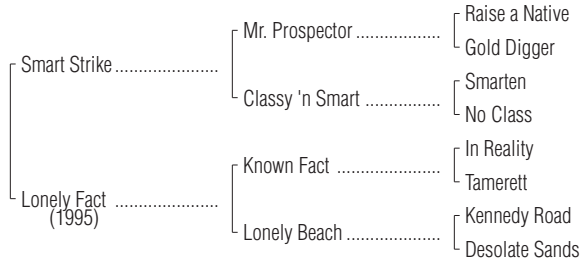 Raise a Native
Mr. Prospector ..................
Gold Digger
Smart Strike ......................
Smarten
Classy 'n Smart ................
No Class
In Reality
Known Fact ......................
Tamerett
Lonely Fact ......................
(1995)
Kennedy Road
Lonely Beach ....................
Desolate Sands